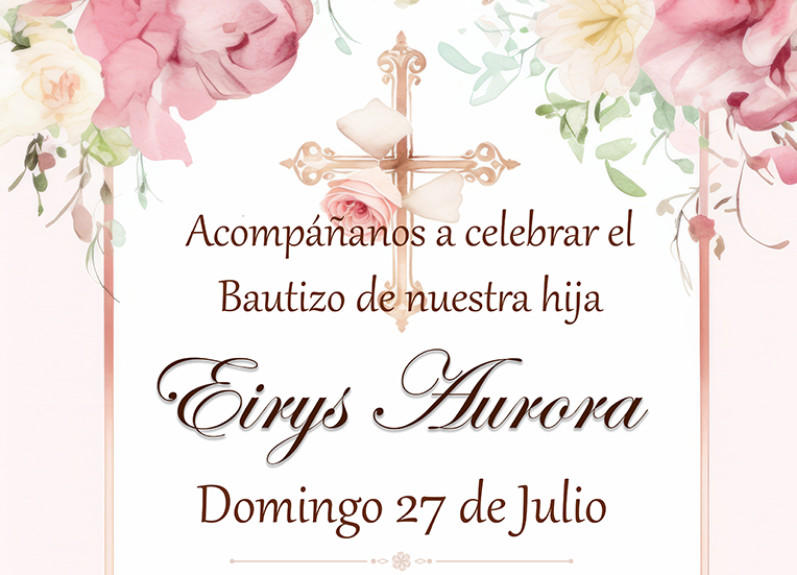 Acompáñanos a celebrar el
Bautizo de nuestra hija
Eirys Aurora
Domingo 27 de Julio